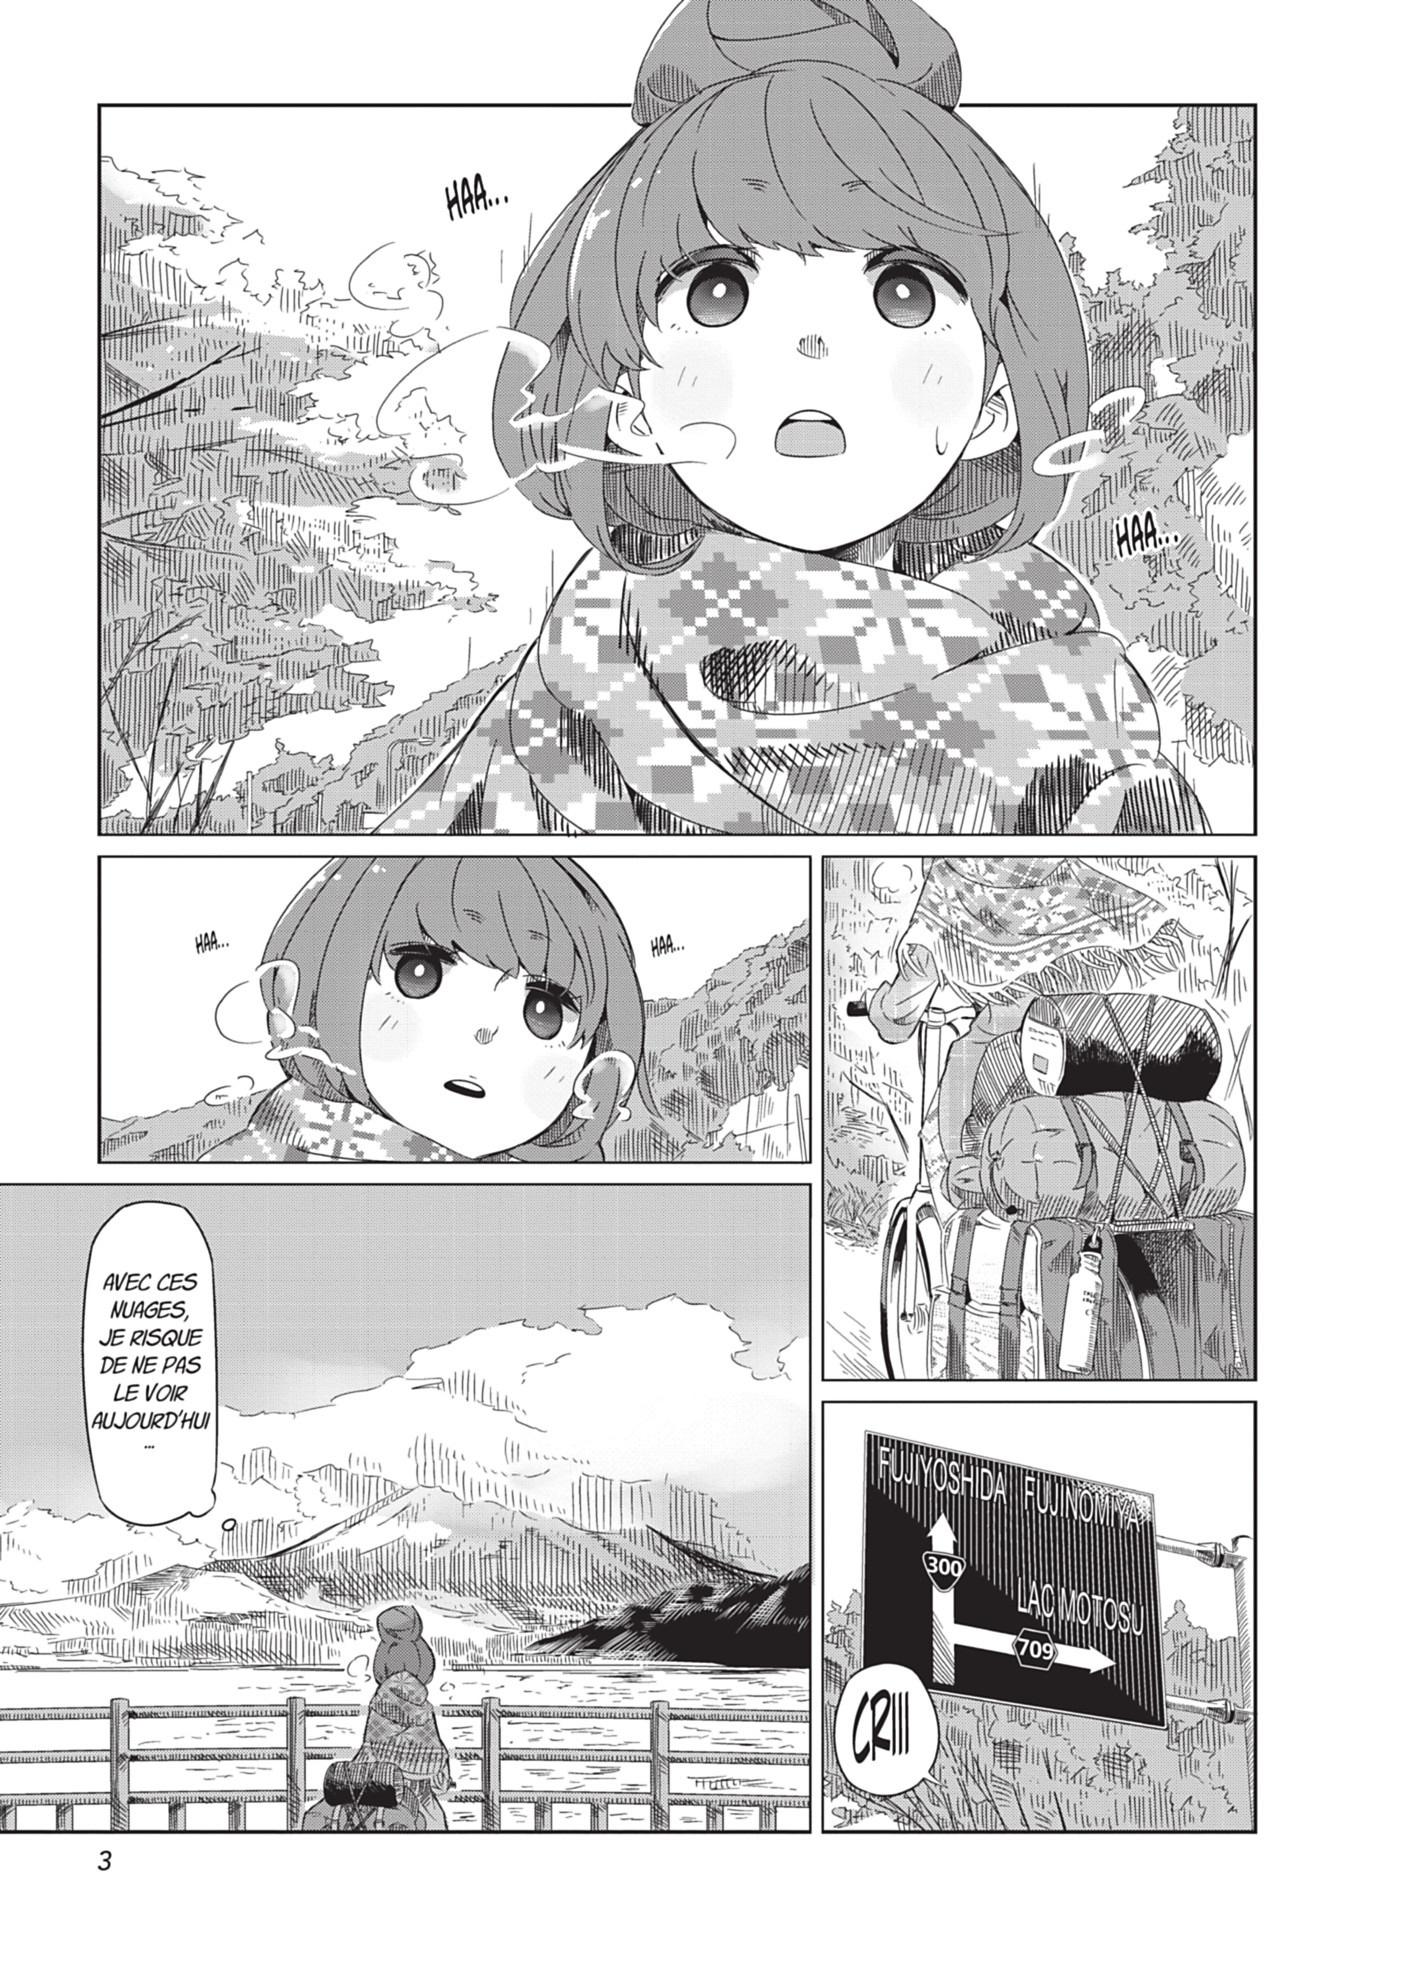 HAA...
HAA...
HAA...
HAA...
FUJIYOSHIDA FUJINOMIYA
300
LAC MOTOSU
709
CRIII
AVEC CES
NUAGES,
JE RISQUE
DE NE PAS
LE VOIR
AUJOURD'HUI
...
3